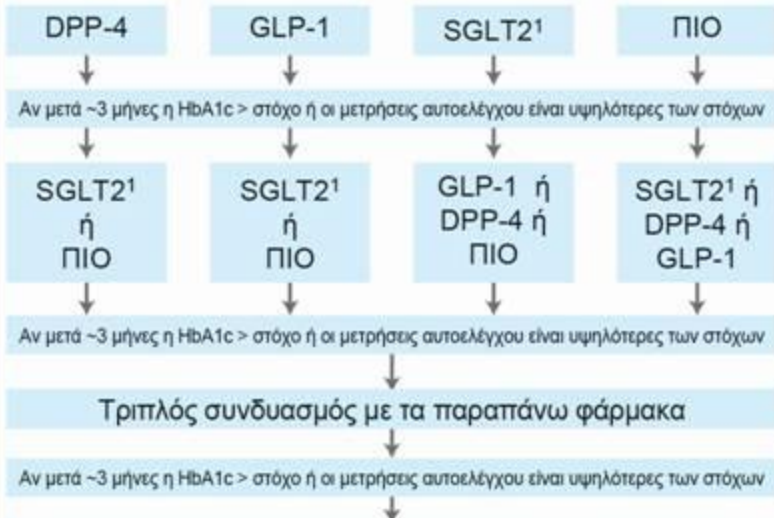 DPP-4
GLP-1
SGLT2¹
ΠΙΟ
Αν μετά ~3 μήνες η HbA1c > στόχο ή οι μετρήσεις αυτοελέγχου είναι υψηλότερες των στόχων
SGLT2¹
ή
ΠΙΟ
SGLT2¹
ή
ΠΙΟ
GLP-1 ή
DPP-4 ή
ΠΙΟ
SGLT2¹ ή
DPP-4 ή
GLP-1
Αν μετά ~3 μήνες η HbA1c > στόχο ή οι μετρήσεις αυτοελέγχου είναι υψηλότερες των στόχων
Τριπλός συνδυασμός με τα παραπάνω φάρμακα
Αν μετά ~3 μήνες η HbA1c > στόχο ή οι μετρήσεις αυτοελέγχου είναι υψηλότερες των στόχων